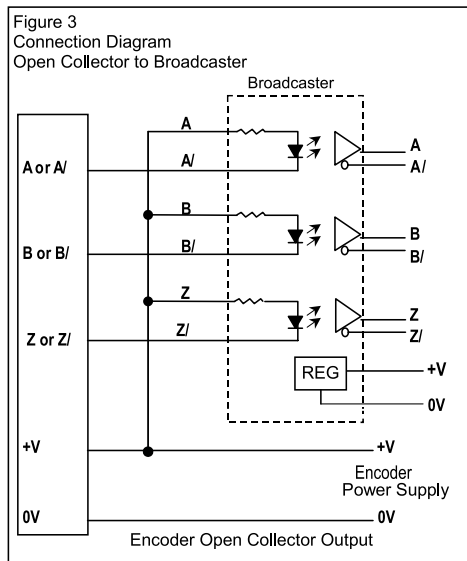 Figure 3
Connection Diagram
Open Collector to Broadcaster
Broadcaster
A
A
A or A/
A/
A/
B
B
B or B/
B/
B/
Z
Z
Z or Z/
Z/
Z/
REG
+V
0V
+V
+V
Encoder
Power Supply
0V
0V
Encoder Open Collector Output